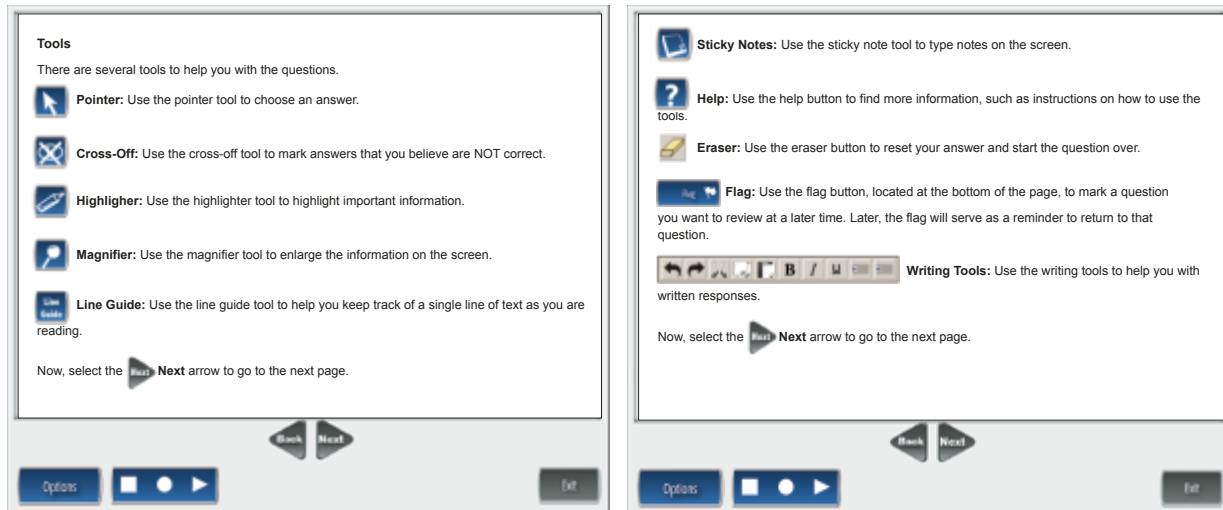 Tools
There are several tools to help you with the questions.
Pointer: Use the pointer tool to choose an answer.
Cross-Off: Use the cross-off tool to mark answers that you believe are NOT correct.
Highligher: Use the highlighter tool to highlight important information.
Magnifier: Use the magnifier tool to enlarge the information on the screen.
Line
Guide
Line Guide: Use the line guide tool to help you keep track of a single line of text as you are
reading.
Now, select the Next Next arrow to go to the next page.
Back Next
Options
Exit
Sticky Notes: Use the sticky note tool to type notes on the screen.
? Help: Use the help button to find more information, such as instructions on how to use the
tools.
Eraser: Use the eraser button to reset your answer and start the question over.
Flag Flag: Use the flag button, located at the bottom of the page, to mark a question
you want to review at a later time. Later, the flag will serve as a reminder to return to that
question.
B I U Writing Tools: Use the writing tools to help you with
written responses.
Now, select the Next Next arrow to go to the next page.
Back Next
Options
Exit